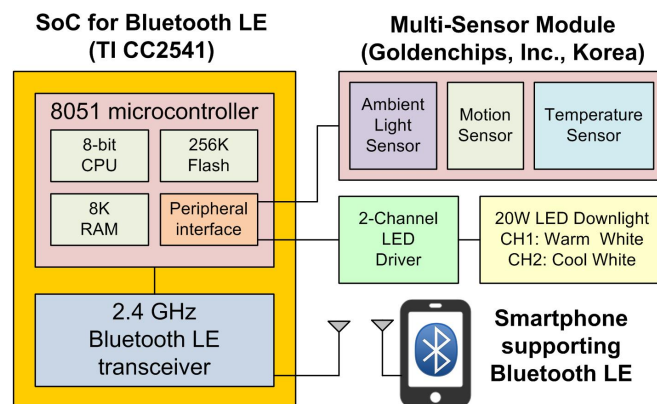 SoC for Bluetooth LE
(TI CC2541)
8051 microcontroller
8-bit
CPU
256K
Flash
8K
RAM
Peripheral
interface
2.4 GHz
Bluetooth LE
transceiver
Multi-Sensor Module
(Goldenchips, Inc., Korea)
Ambient
Light
Sensor
Motion
Sensor
Temperature
Sensor
2-Channel
LED
Driver
20W LED Downlight
CH1: Warm White
CH2: Cool White
Smartphone
supporting
Bluetooth LE